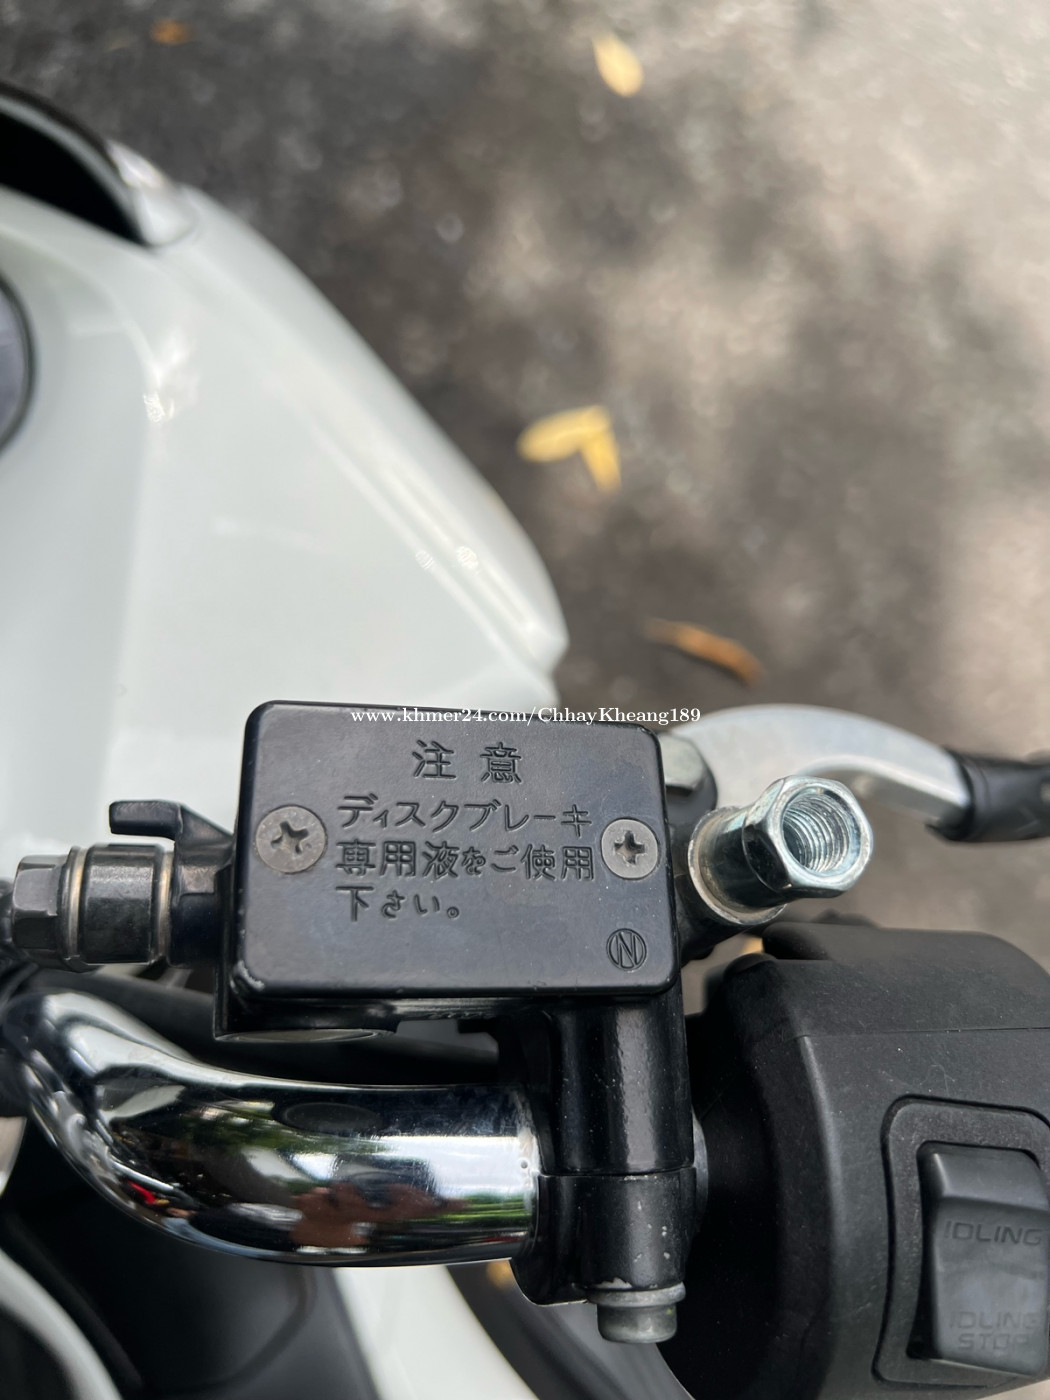 www.khmer24.com/ChhayKheang189
注意
ディスクブレーキ
専用液をご使用
下さい。
N
IDLING
IDLING
STOP